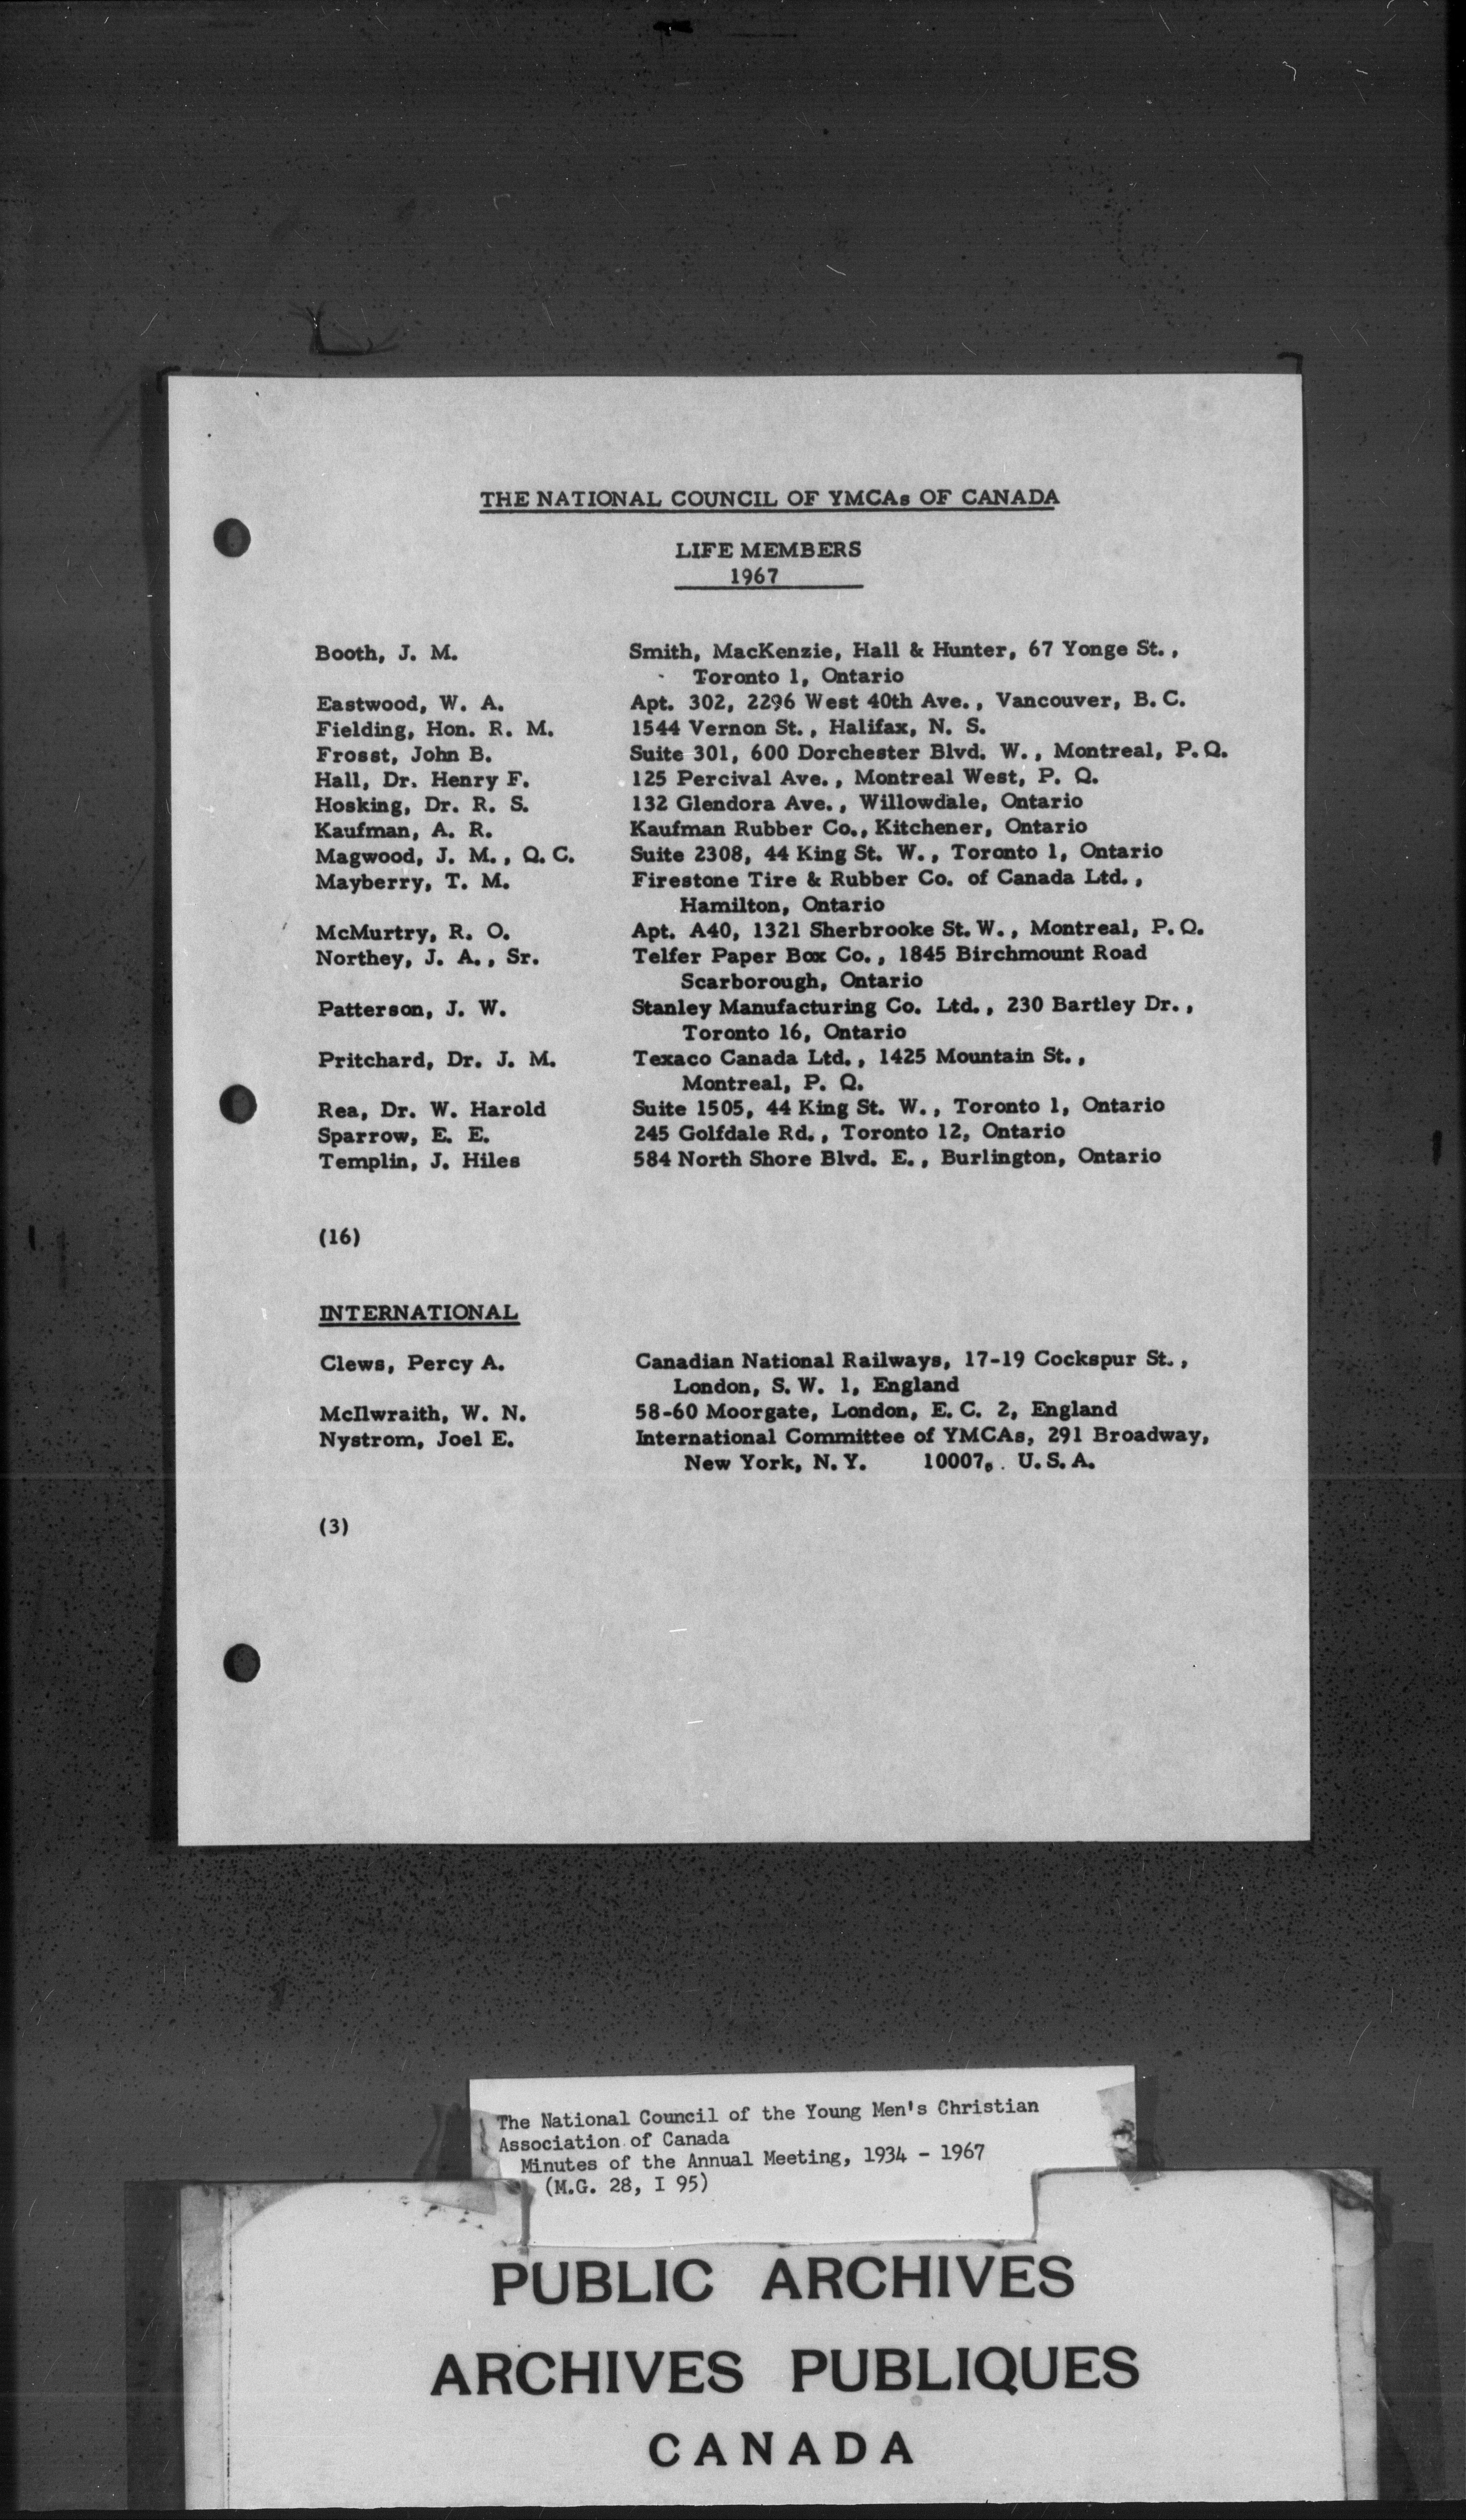 THE NATIONAL COUNCIL OF YMCAs OF CANADA
LIFE MEMBERS
1967
Booth, J. M. Smith, MacKenzie, Hall & Hunter, 67 Yonge St.,
Toronto 1, Ontario
Eastwood, W. A. Apt. 302, 2296 West 40th Ave., Vancouver, B. C.
Fielding, Hon. R. M. 1544 Vernon St., Halifax, N. S.
Frosst, John B. Suite 301, 600 Dorchester Blvd. W., Montreal, P. Q.
Hall, Dr. Henry F. 125 Percival Ave., Montreal West, P. Q.
Hosking, Dr. R. S. 132 Glendora Ave., Willowdale, Ontario
Kaufman, A. R. Kaufman Rubber Co., Kitchener, Ontario
Magwood, J. M., Q. C. Suite 2308, 44 King St. W., Toronto 1, Ontario
Mayberry, T. M. Firestone Tire & Rubber Co. of Canada Ltd.,
Hamilton, Ontario
McMurtry, R. O. Apt. A40, 1321 Sherbrooke St. W., Montreal, P. Q.
Northey, J. A., Sr. Telfer Paper Box Co., 1845 Birchmount Road
Scarborough, Ontario
Patterson, J. W. Stanley Manufacturing Co. Ltd., 230 Bartley Dr.,
Toronto 16, Ontario
Pritchard, Dr. J. M. Texaco Canada Ltd., 1425 Mountain St.,
Montreal, P. Q.
Rea, Dr. W. Harold Suite 1505, 44 King St. W., Toronto 1, Ontario
Sparrow, E. E. 245 Golfdale Rd., Toronto 12, Ontario
Templin, J. Hiles 584 North Shore Blvd. E., Burlington, Ontario
(16)
INTERNATIONAL
Clews, Percy A. Canadian National Railways, 17-19 Cockspur St.,
London, S. W. 1, England
McIlwraith, W. N. 58-60 Moorgate, London, E. C. 2, England
Nystrom, Joel E. International Committee of YMCAs, 291 Broadway,
New York, N. Y. 10007, U. S. A.
(3)
The National Council of the Young Men's Christian
Association of Canada
Minutes of the Annual Meeting, 1934 - 1967
(M.G. 28, I 95)
PUBLIC ARCHIVES
ARCHIVES PUBLIQUES
CANADA